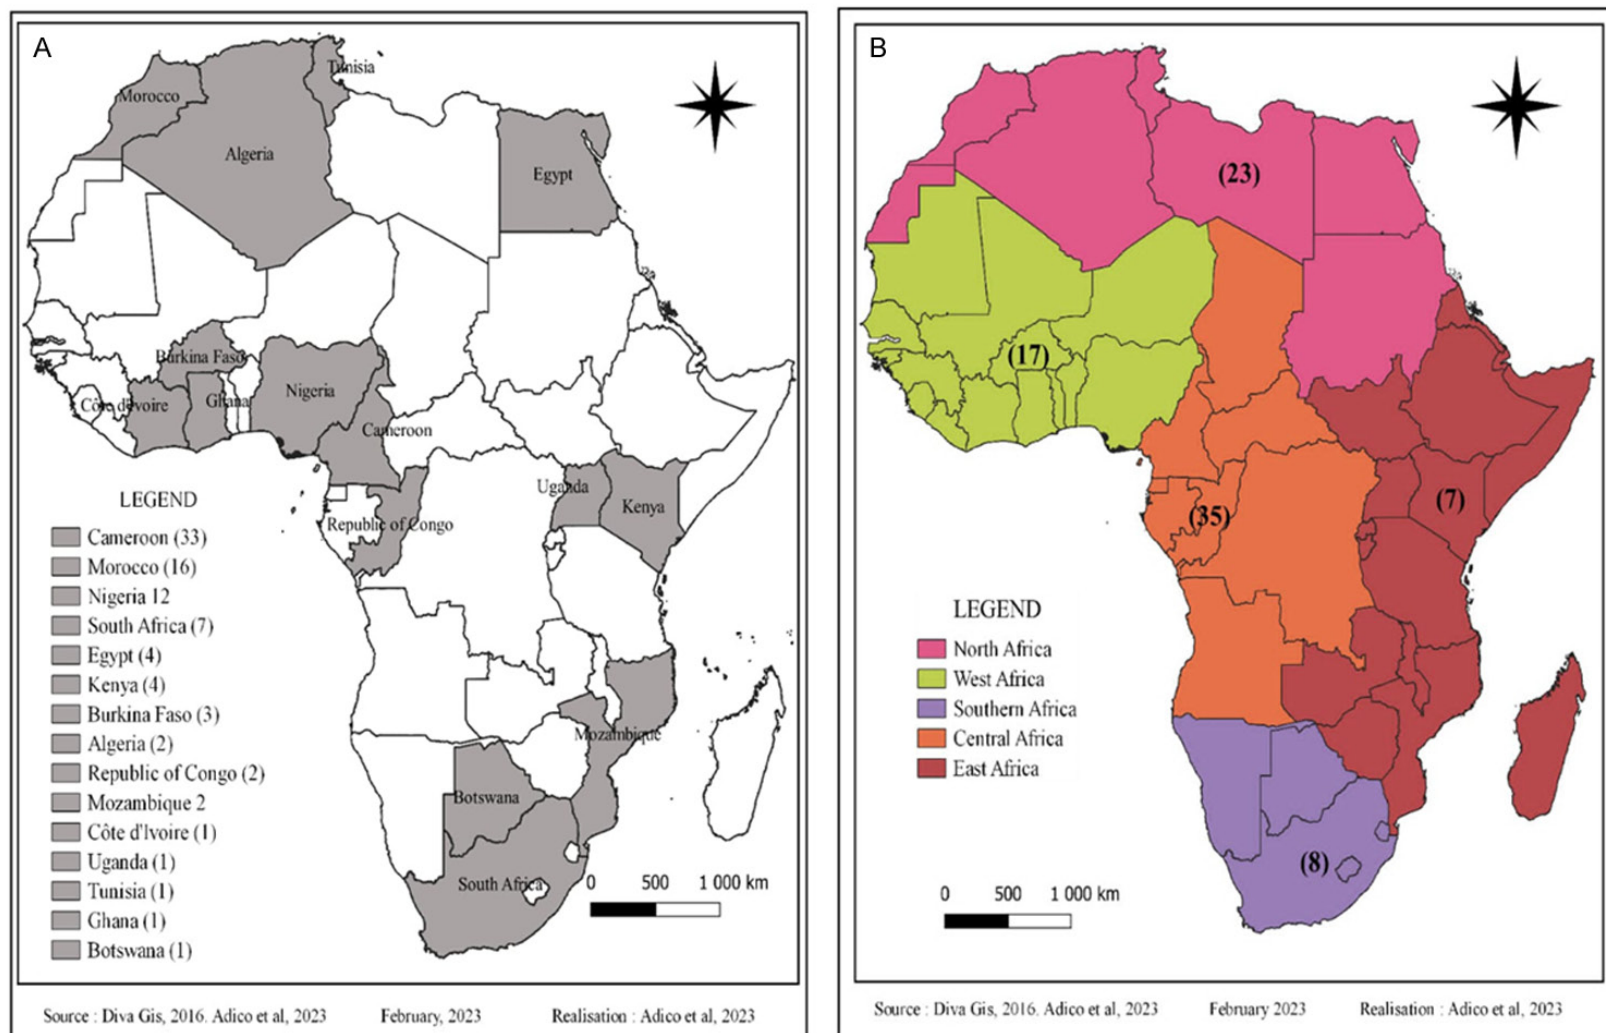 A
Tunisia
Morocco
Algeria
Egypt
Burkina Faso
Nigeria
Côte d'Ivoire
Ghana
Cameroon
Uganda
Kenya
Republic of Congo
Mozambique
Botswana
South Africa
LEGEND
Cameroon (33)
Morocco (16)
Nigeria 12
South Africa (7)
Egypt (4)
Kenya (4)
Burkina Faso (3)
Algeria (2)
Republic of Congo (2)
Mozambique 2
Côte d'Ivoire (1)
Uganda (1)
Tunisia (1)
Ghana (1)
Botswana (1)
0 500 1 000 km
Source : Diva Gis, 2016. Adico et al, 2023 February, 2023 Realisation : Adico et al, 2023
B
(23)
(17)
(7)
(35)
(8)
LEGEND
North Africa
West Africa
Southern Africa
Central Africa
East Africa
0 500 1 000 km
Source : Diva Gis, 2016. Adico et al, 2023 February 2023 Realisation : Adico et al, 2023